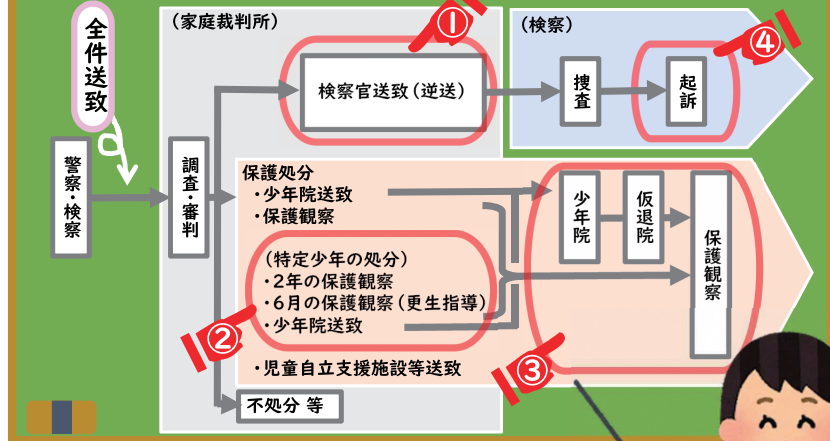 全件送致
警察・検察
(家庭裁判所)
①
調査・審判
検察官送致(逆送)
(検察)
捜査
起訴
④
保護処分
・少年院送致
・保護観察
(特定少年の処分)
・2年の保護観察
・6月の保護観察(更生指導)
・少年院送致
②
・児童自立支援施設等送致
少年院
仮退院
保護観察
③
不処分 等